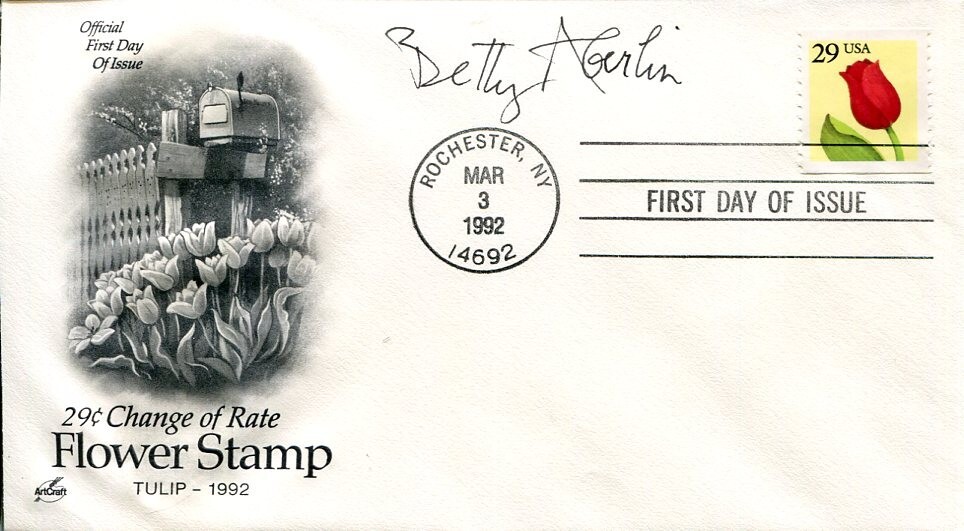 Official
First Day
Of Issue
Betty Aberlin
29 USA
ROCHESTER, NY
MAR
3
1992
14692
FIRST DAY OF ISSUE
29¢ Change of Rate
Flower Stamp
TULIP – 1992
ArtCraft